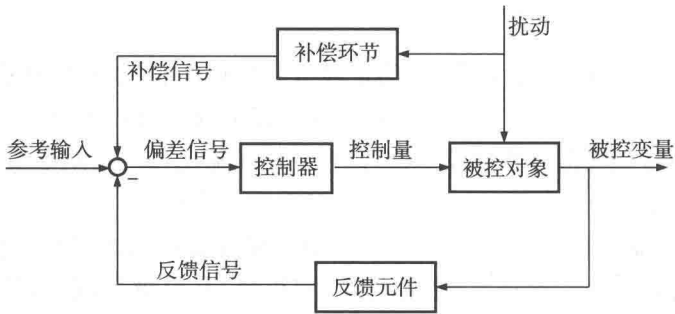 扰动
补偿环节
补偿信号
参考输入
偏差信号
控制器
控制量
被控对象
被控变量
−
反馈信号
反馈元件